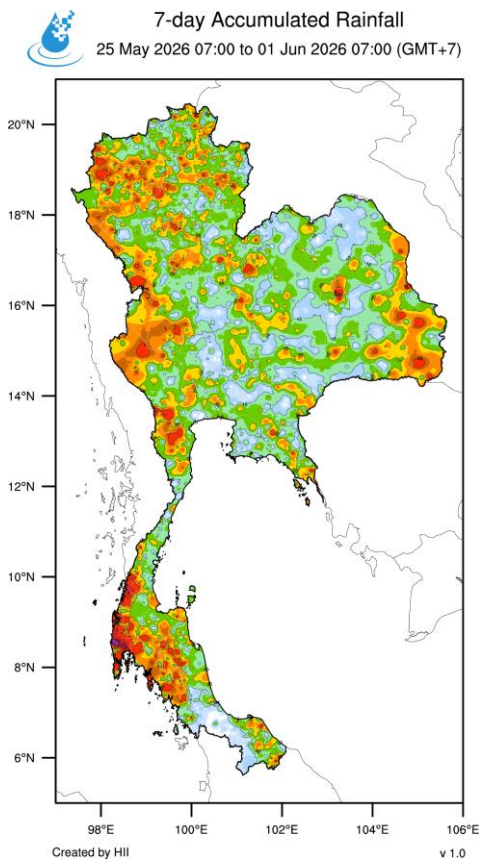 7-day Accumulated Rainfall
25 May 2026 07:00 to 01 Jun 2026 07:00 (GMT+7)
20°N
18°N
16°N
14°N
12°N
10°N
8°N
6°N
98°E 100°E 102°E 104°E 106°E
Created by HII v 1.0